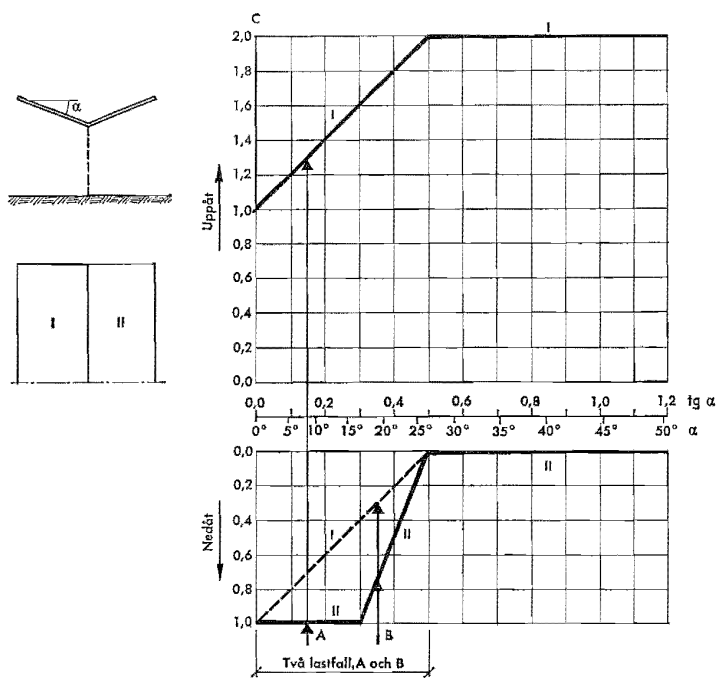 C
2,0
I
1,8
α
1,6
I
1,4
1,2
Uppåt
1,0
0,8
0,6
I II
0,4
0,2
0,0
0,0 0,2 0,4 0,6 0,8 1,0 1,2 tg α
0° 5° 10° 15° 20° 25° 30° 35° 40° 45° 50° α
0,0
II
0,2
Nedåt
0,4
I
II
0,6
0,8
II
1,0
A B
Två lastfall, A och B